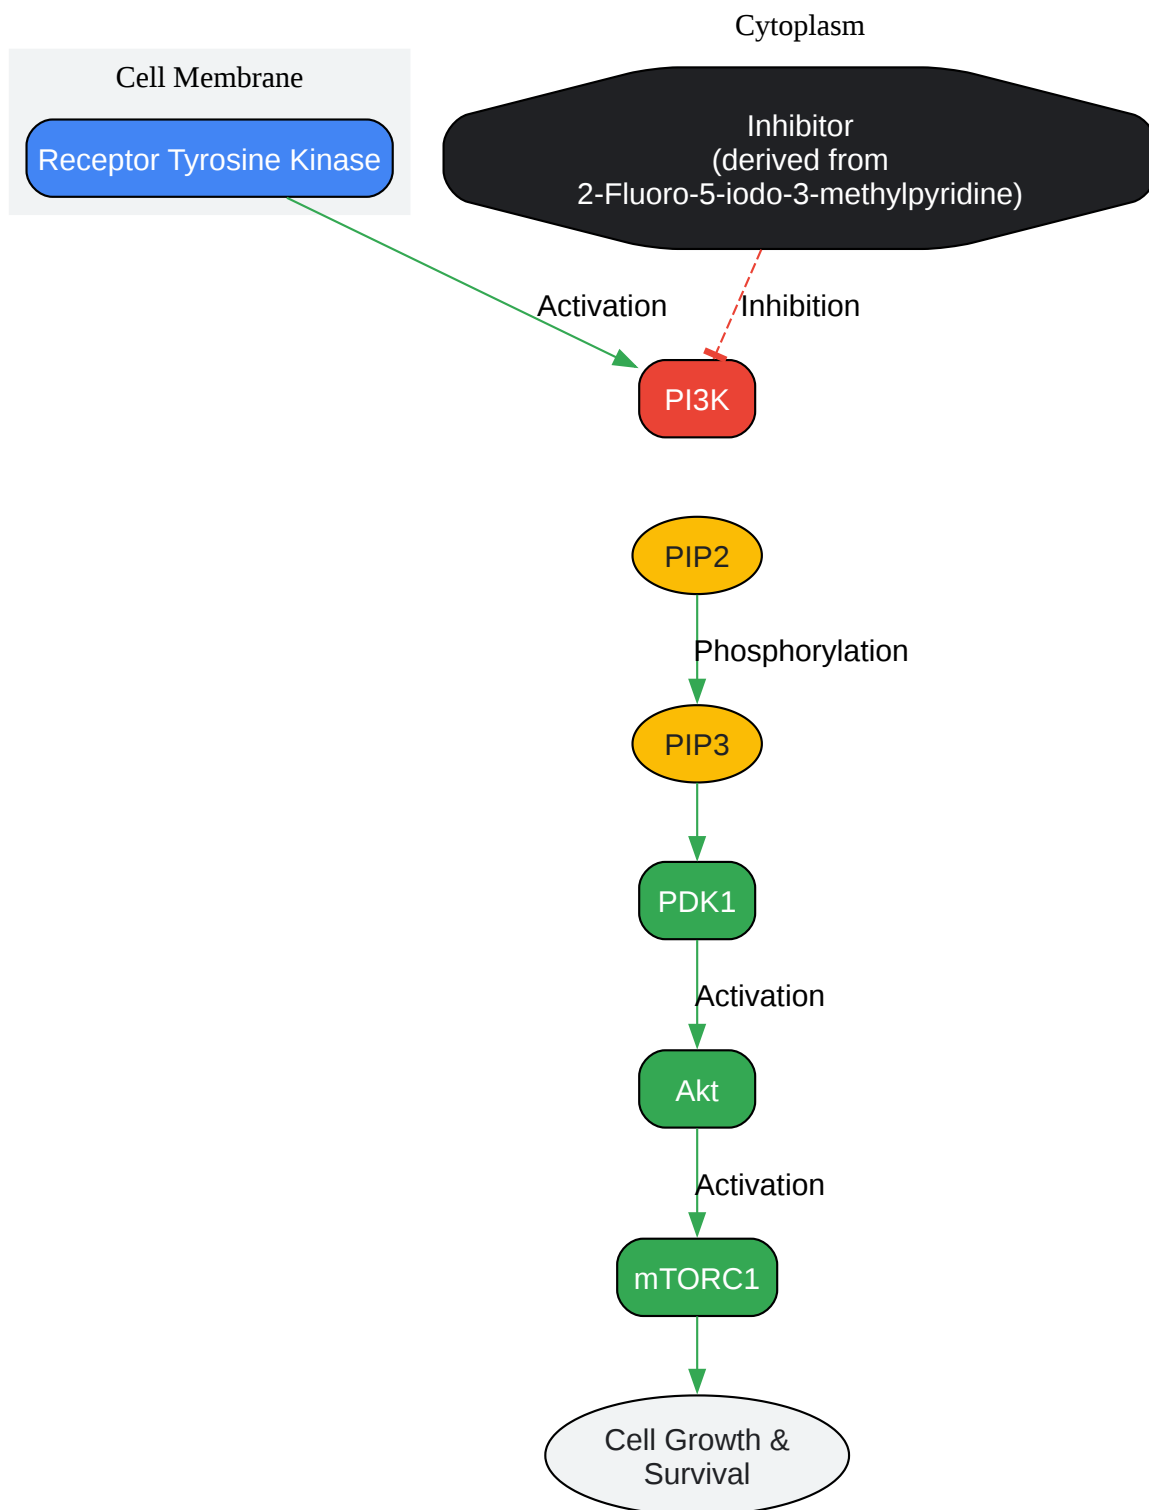 Cytoplasm
Cell Membrane
Receptor Tyrosine Kinase
Inhibitor
(derived from
2-Fluoro-5-iodo-3-methylpyridine)
Activation
Inhibition
PI3K
PIP2
Phosphorylation
PIP3
PDK1
Activation
Akt
Activation
mTORC1
Cell Growth &
Survival